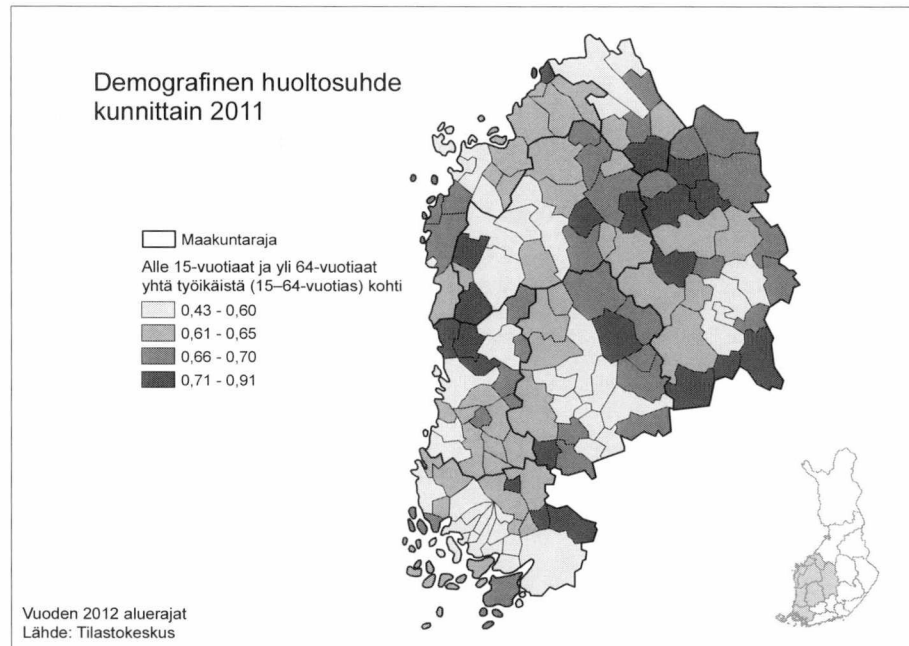 Demografinen huoltosuhde
kunnittain 2011
Maakuntaraja
Alle 15-vuotiaat ja yli 64-vuotiaat
yhtä työikäistä (15–64-vuotias) kohti
0,43 - 0,60
0,61 - 0,65
0,66 - 0,70
0,71 - 0,91
Vuoden 2012 aluerajat
Lähde: Tilastokeskus